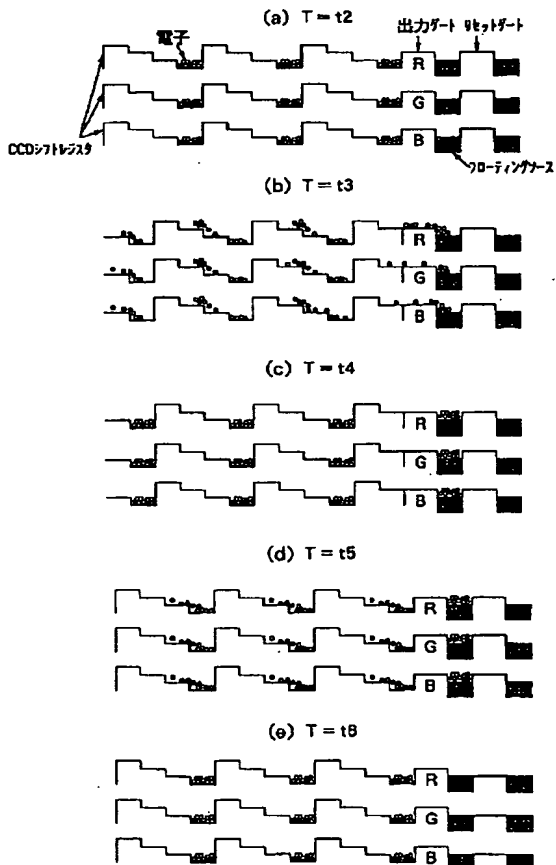 (a) T = t2
電子
出力ゲート
リセットゲート
R
G
B
CCDシフトレジスタ
フローティングソース
(b) T = t3
R
G
B
(c) T = t4
R
G
B
(d) T = t5
R
G
B
(e) T = t6
R
G
B